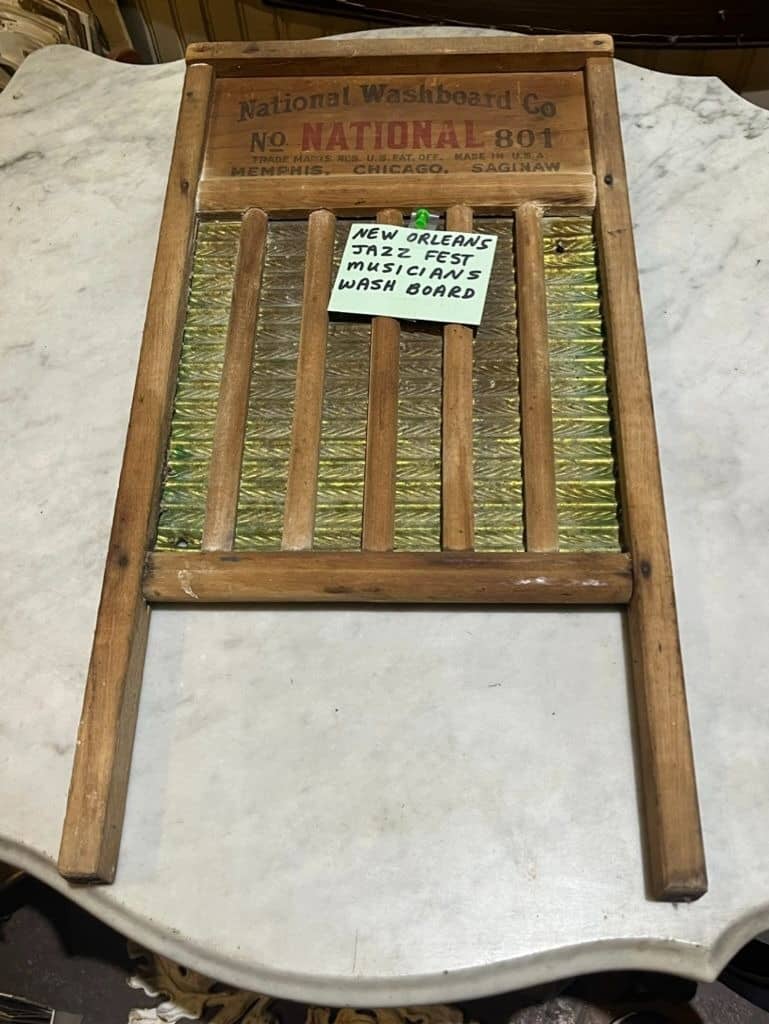 National Washboard Co
No. NATIONAL 801
TRADE MARKS REG. U.S. PAT. OFF. MADE IN U.S.A.
MEMPHIS, CHICAGO, SAGINAW
NEW ORLEANS
JAZZ FEST
MUSICIANS
WASH BOARD